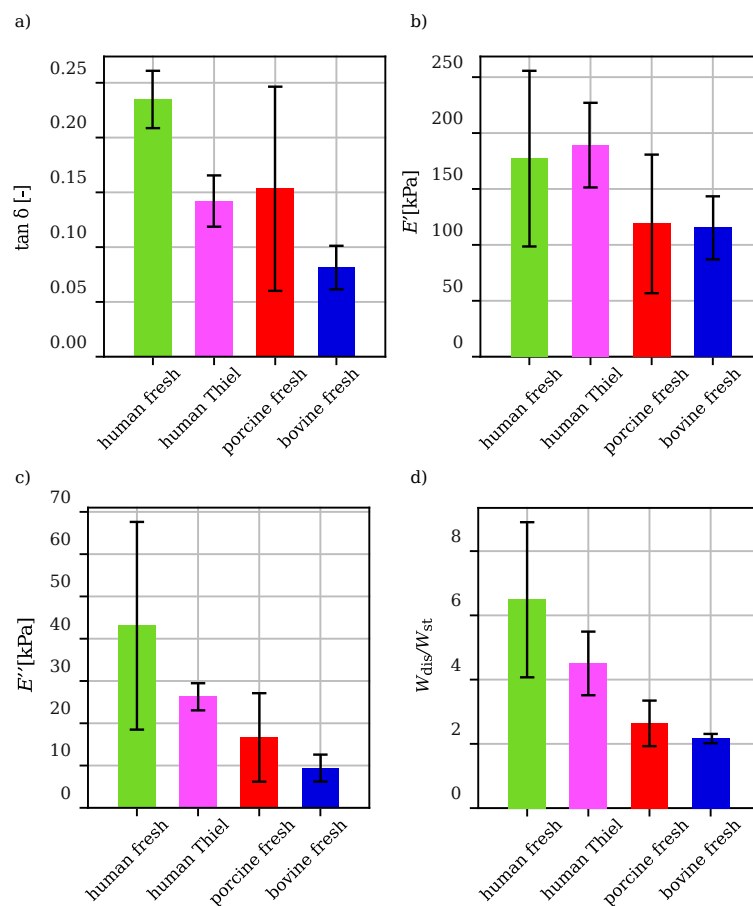 a)
tan δ [-]
0.25
0.20
0.15
0.10
0.05
0.00
human fresh
human Thiel
porcine fresh
bovine fresh
b)
E′[kPa]
250
200
150
100
50
0
human fresh
human Thiel
porcine fresh
bovine fresh
c)
E′′[kPa]
70
60
50
40
30
20
10
0
human fresh
human Thiel
porcine fresh
bovine fresh
d)
W_dis/W_st
8
6
4
2
0
human fresh
human Thiel
porcine fresh
bovine fresh